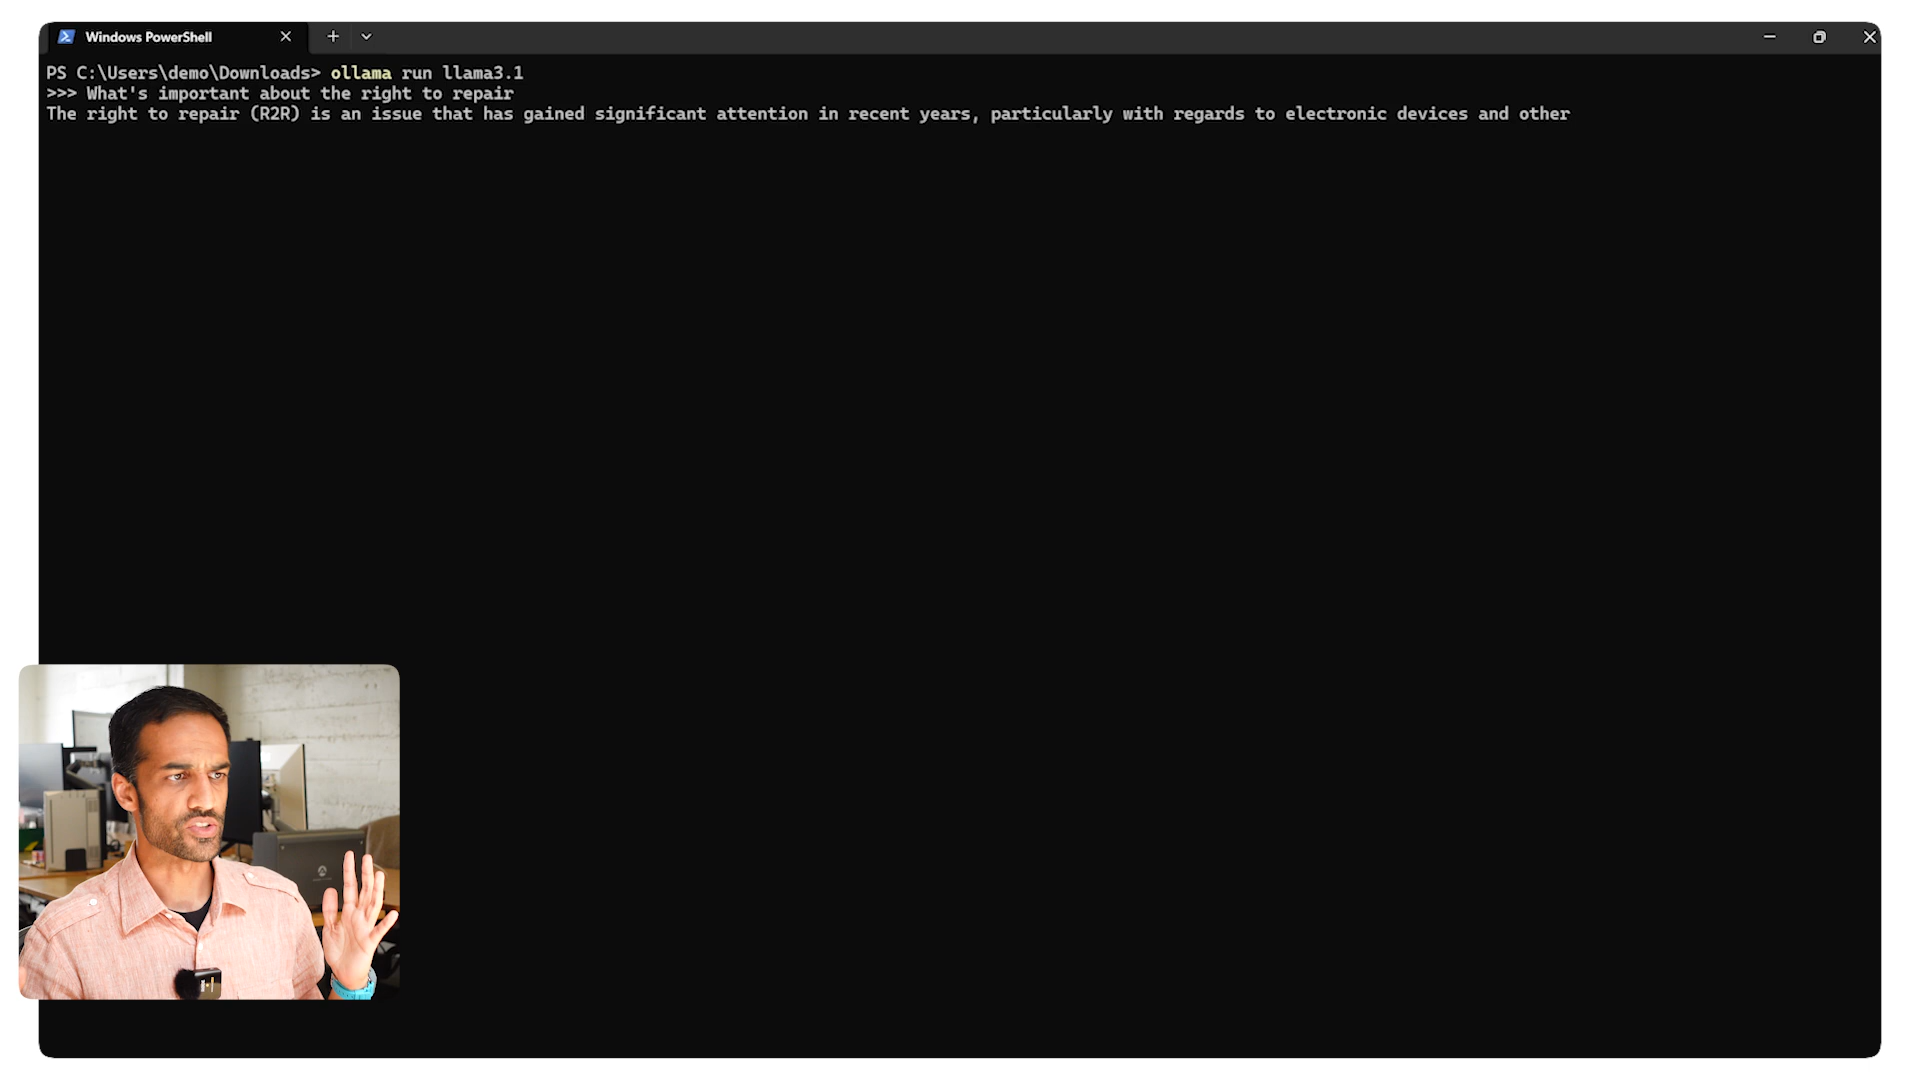 Windows PowerShell
PS C:\Users\demo\Downloads> ollama run llama3.1
>>> What's important about the right to repair
The right to repair (R2R) is an issue that has gained significant attention in recent years, particularly with regards to electronic devices and other